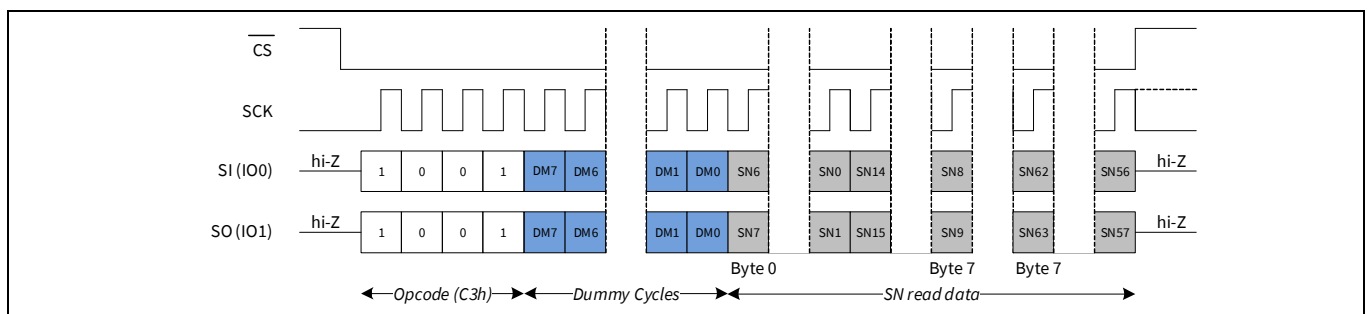 CS
SCK
hi-Z hi-Z
SI (IO0) 1 0 0 1 DM7 DM6 DM1 DM0 SN6 SN0 SN14 SN8 SN62 SN56
hi-Z hi-Z
SO (IO1) 1 0 0 1 DM7 DM6 DM1 DM0 SN7 SN1 SN15 SN9 SN63 SN57
Byte 0 Byte 7 Byte 7
Opcode (C3h) Dummy Cycles SN read data